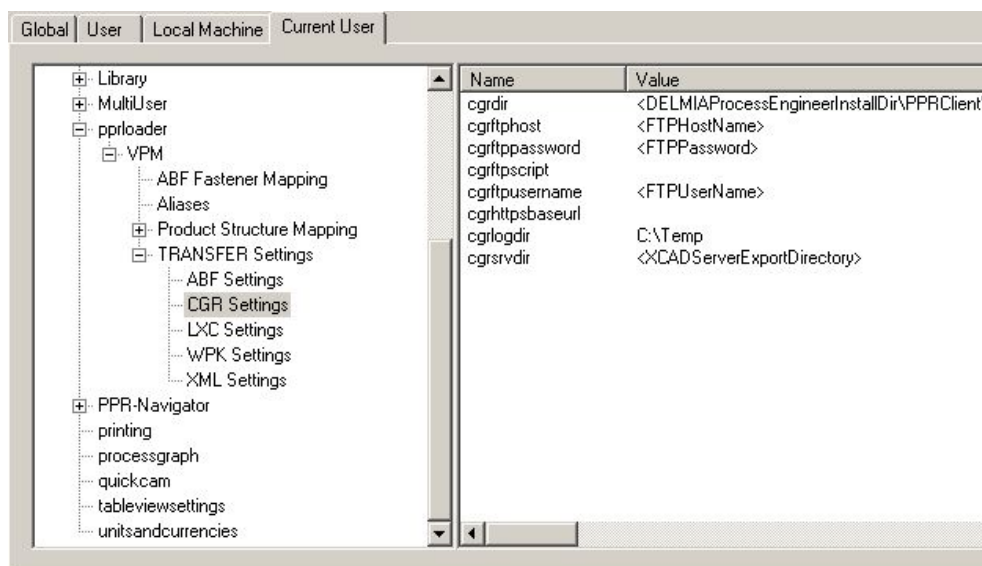 Global User Local Machine Current User
Library
MultiUser
pprloader
VPM
ABF Fastener Mapping
Aliases
Product Structure Mapping
TRANSFER Settings
ABF Settings
CGR Settings
LXC Settings
WPK Settings
XML Settings
PPR-Navigator
printing
processgraph
quickcam
tableviewsettings
unitsandcurrencies
Name Value
cgrdir <DELMIAProcessEngineerInstallDir\PPRClient\
cgrftphost <FTPHostName>
cgrftppassword <FTPPassword>
cgrftpscript
cgrftpusername <FTPUserName>
cgrhttpsbaseurl
cgrlogdir C:\Temp
cgrsrvdir <XCADServerExportDirectory>